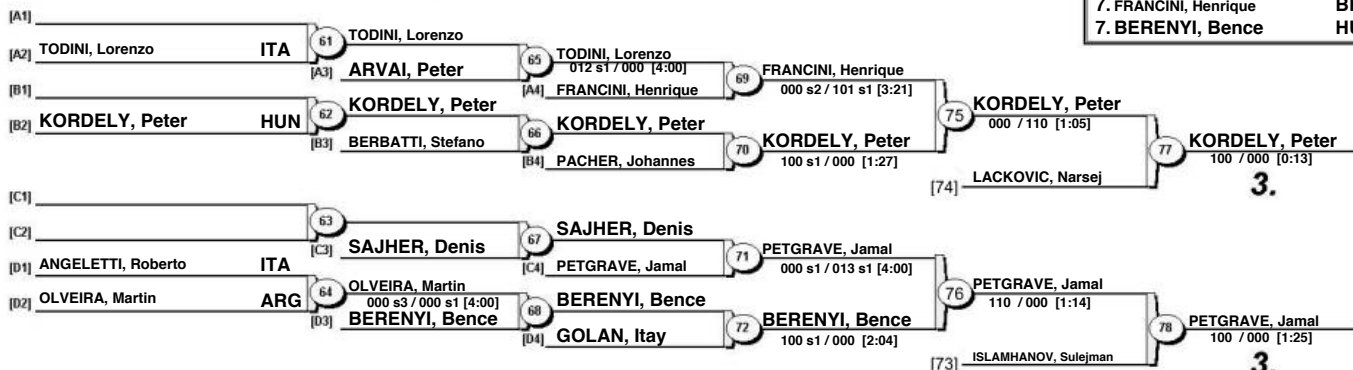 7. FRANCINI, Henrique
7. BERENYI, Bence
[A1]
[A2] TODINI, Lorenzo ITA
61
TODINI, Lorenzo
[A3] ARVAI, Peter
65
TODINI, Lorenzo
012 s1 / 000 [4:00]
[A4] FRANCINI, Henrique
69
FRANCINI, Henrique
000 s2 / 101 s1 [3:21]
[B1]
[B2] KORDELY, Peter HUN
62
KORDELY, Peter
[B3] BERBATTI, Stefano
66
KORDELY, Peter
[B4] PACHER, Johannes
70
KORDELY, Peter
100 s1 / 000 [1:27]
75
KORDELY, Peter
000 / 110 [1:05]
[74] LACKOVIC, Narsej
77
KORDELY, Peter
100 / 000 [0:13]
3.
[C1]
[C2]
63
[C3] SAJHER, Denis
67
SAJHER, Denis
[C4] PETGRAVE, Jamal
71
PETGRAVE, Jamal
000 s1 / 013 s1 [4:00]
[D1] ANGELETTI, Roberto ITA
[D2] OLVEIRA, Martin ARG
64
OLVEIRA, Martin
000 s3 / 000 s1 [4:00]
[D3] BERENYI, Bence
68
BERENYI, Bence
[D4] GOLAN, Itay
72
BERENYI, Bence
100 s1 / 000 [2:04]
76
PETGRAVE, Jamal
110 / 000 [1:14]
[73] ISLAMHANOV, Sulejman
78
PETGRAVE, Jamal
100 / 000 [1:25]
3.